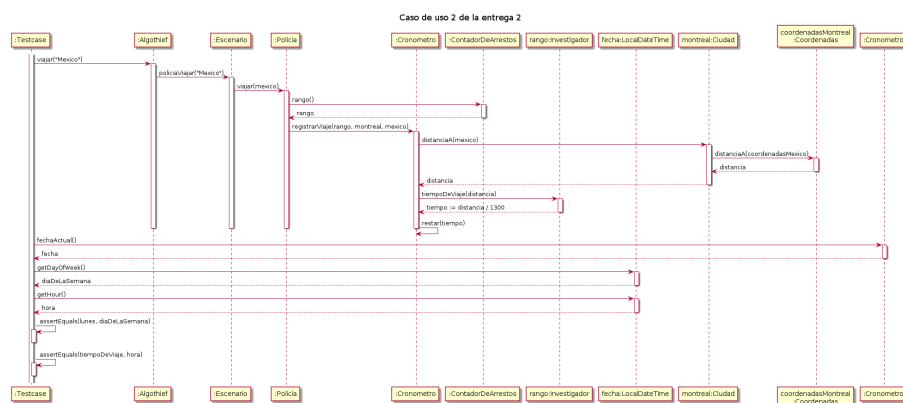 Caso de uso 2 de la entrega 2
:Testcase
:Algothief
:Escenario
:Policia
:Cronometro
:ContadorDeArrestos
rango:Investigador
fecha:LocalDateTime
montreal:Ciudad
coordenadasMontreal
:Coordenadas
:Cronometro
viajar("Mexico")
policiaViajar("Mexico")
viajar(mexico)
rango()
rango
registrarViaje(rango, montreal, mexico)
distanciaA(mexico)
distanciaA(coordenadasMexico)
distancia
distancia
tiempoDeViaje(distancia)
tiempo := distancia / 1300
restar(tiempo)
fechaActual()
fecha
getDayOfWeek()
diaDeLaSemana
getHour()
hora
assertEquals(lunes, diaDeLaSemana)
assertEquals(tiempoDeViaje, hora)
:Testcase
:Algothief
:Escenario
:Policia
:Cronometro
:ContadorDeArrestos
rango:Investigador
fecha:LocalDateTime
montreal:Ciudad
coordenadasMontreal
:Coordenadas
:Cronometro